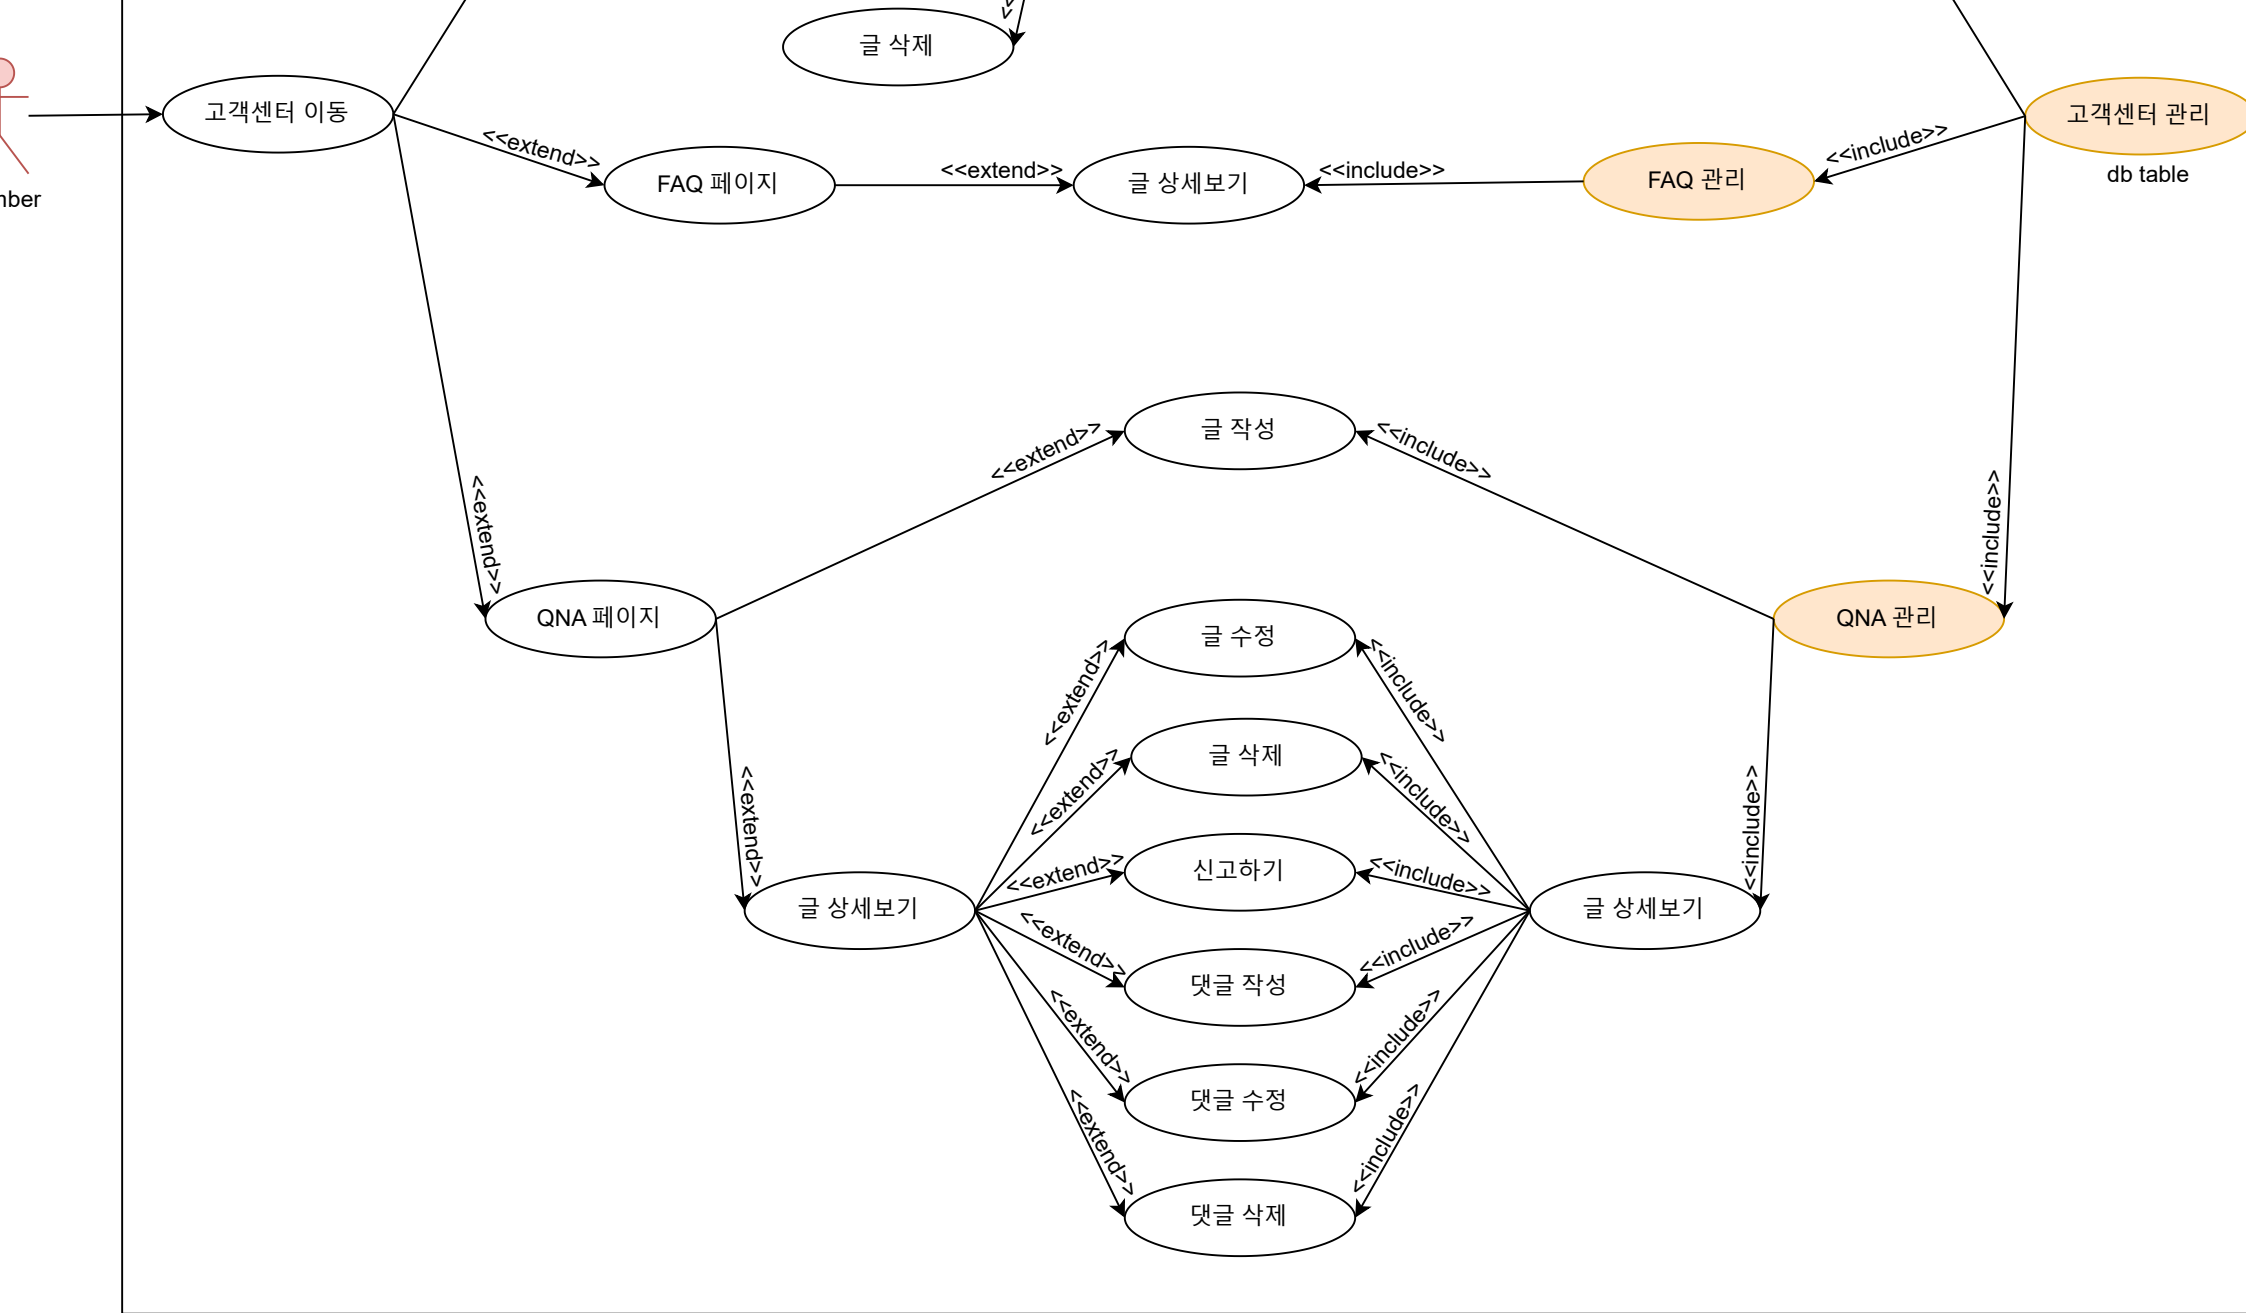 <<
글 삭제
고객센터 이동
고객센터 관리
db table
mber
<<extend>>
<<include>>
FAQ 페이지
<<extend>>
글 상세보기
<<include>>
FAQ 관리
글 작성
<<extend>>
<<include>>
<<extend>>
<<include>>
QNA 페이지
QNA 관리
글 수정
<<extend>>
<<include>>
글 삭제
<<extend>>
<<include>>
<<extend>>
<<include>>
신고하기
<<extend>>
<<include>>
글 상세보기
글 상세보기
<<extend>>
<<include>>
댓글 작성
<<extend>>
<<include>>
댓글 수정
<<extend>>
<<include>>
댓글 삭제